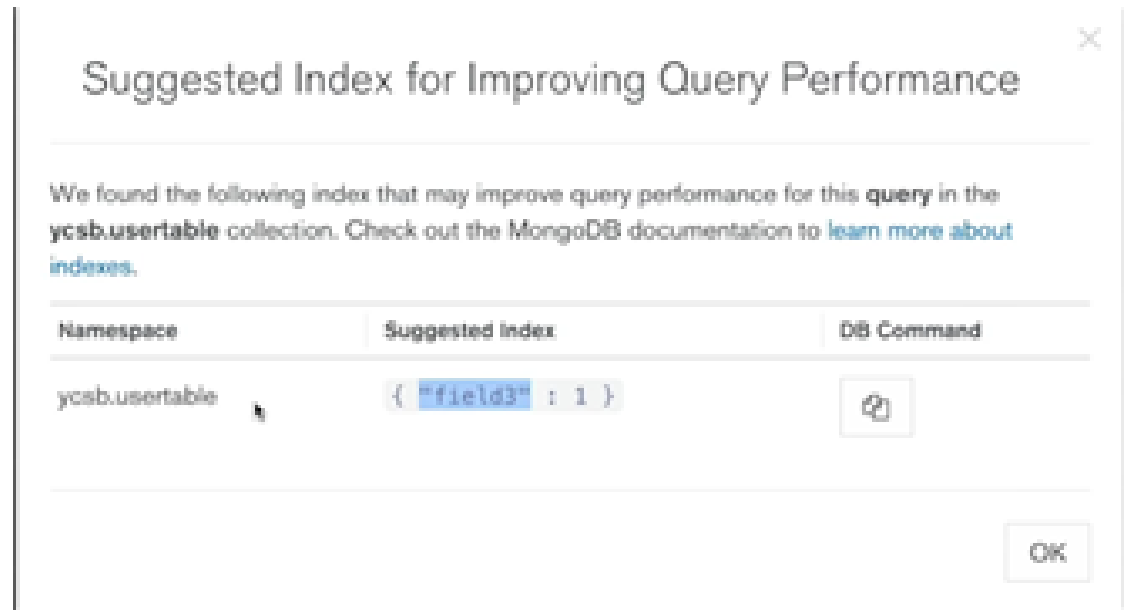 Suggested Index for Improving Query Performance
We found the following index that may improve query performance for this query in the
ycsb.usertable collection. Check out the MongoDB documentation to learn more about
indexes.
Namespace Suggested Index DB Command
ycsb.usertable { "field3" : 1 }
OK